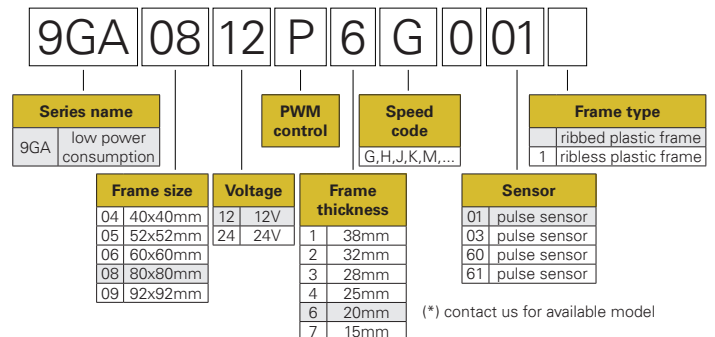 9GA 08 12 P 6 G 0 01
Series name
9GA low power consumption
PWM control
Speed code
G,H,J,K,M,...
Frame type
ribbed plastic frame
1 ribless plastic frame
Frame size
04 40x40mm
05 52x52mm
06 60x60mm
08 80x80mm
09 92x92mm
Voltage
12 12V
24 24V
Frame thickness
1 38mm
2 32mm
3 28mm
4 25mm
6 20mm
7 15mm
Sensor
01 pulse sensor
03 pulse sensor
60 pulse sensor
61 pulse sensor
(*) contact us for available model